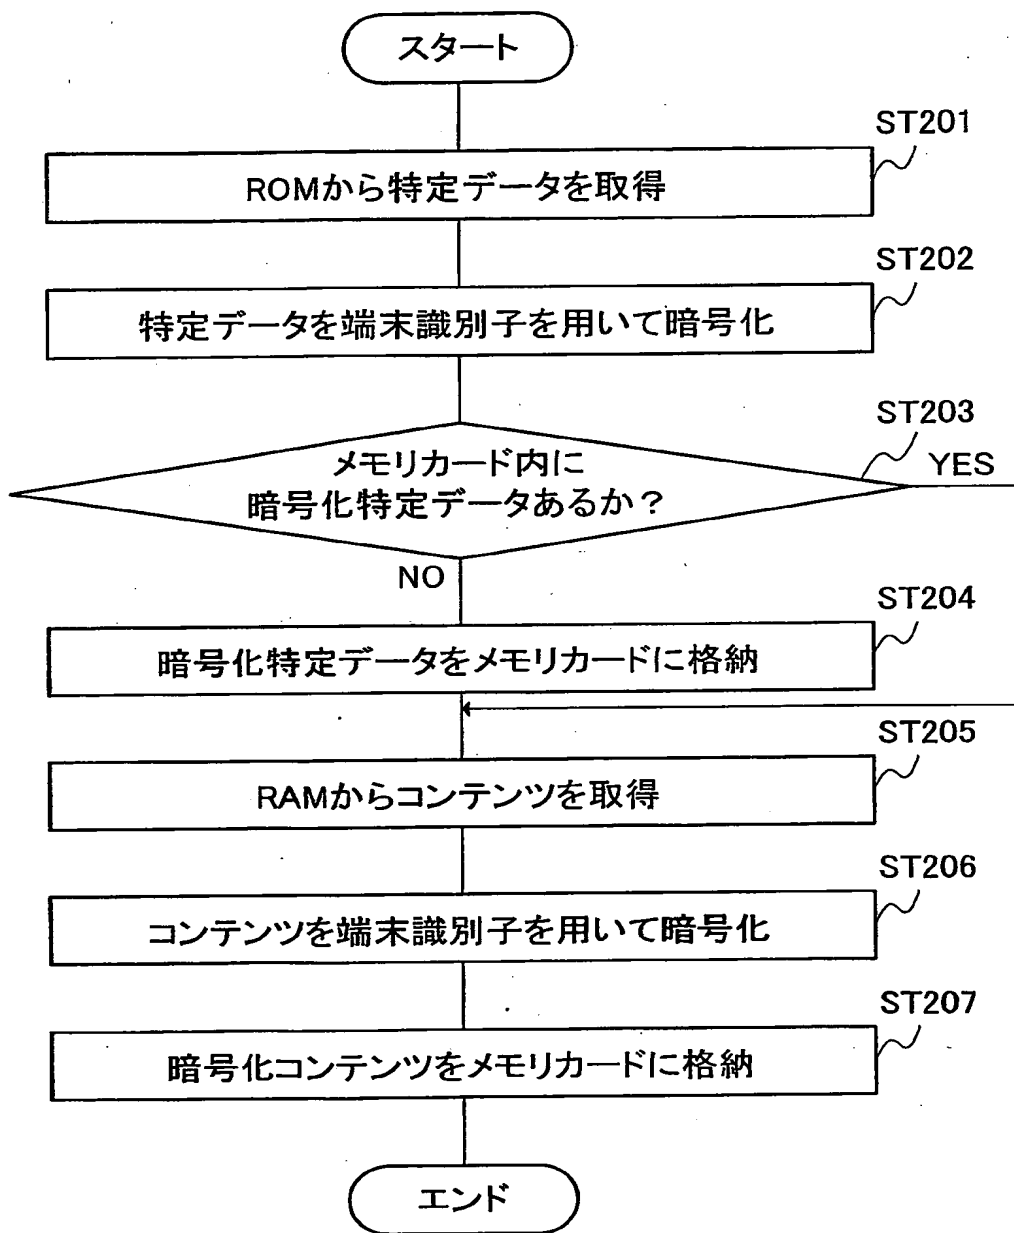 スタート
ST201
ROMから特定データを取得
ST202
特定データを端末識別子を用いて暗号化
ST203
メモリカード内に
暗号化特定データあるか？
YES
NO
ST204
暗号化特定データをメモリカードに格納
ST205
RAMからコンテンツを取得
ST206
コンテンツを端末識別子を用いて暗号化
ST207
暗号化コンテンツをメモリカードに格納
エンド